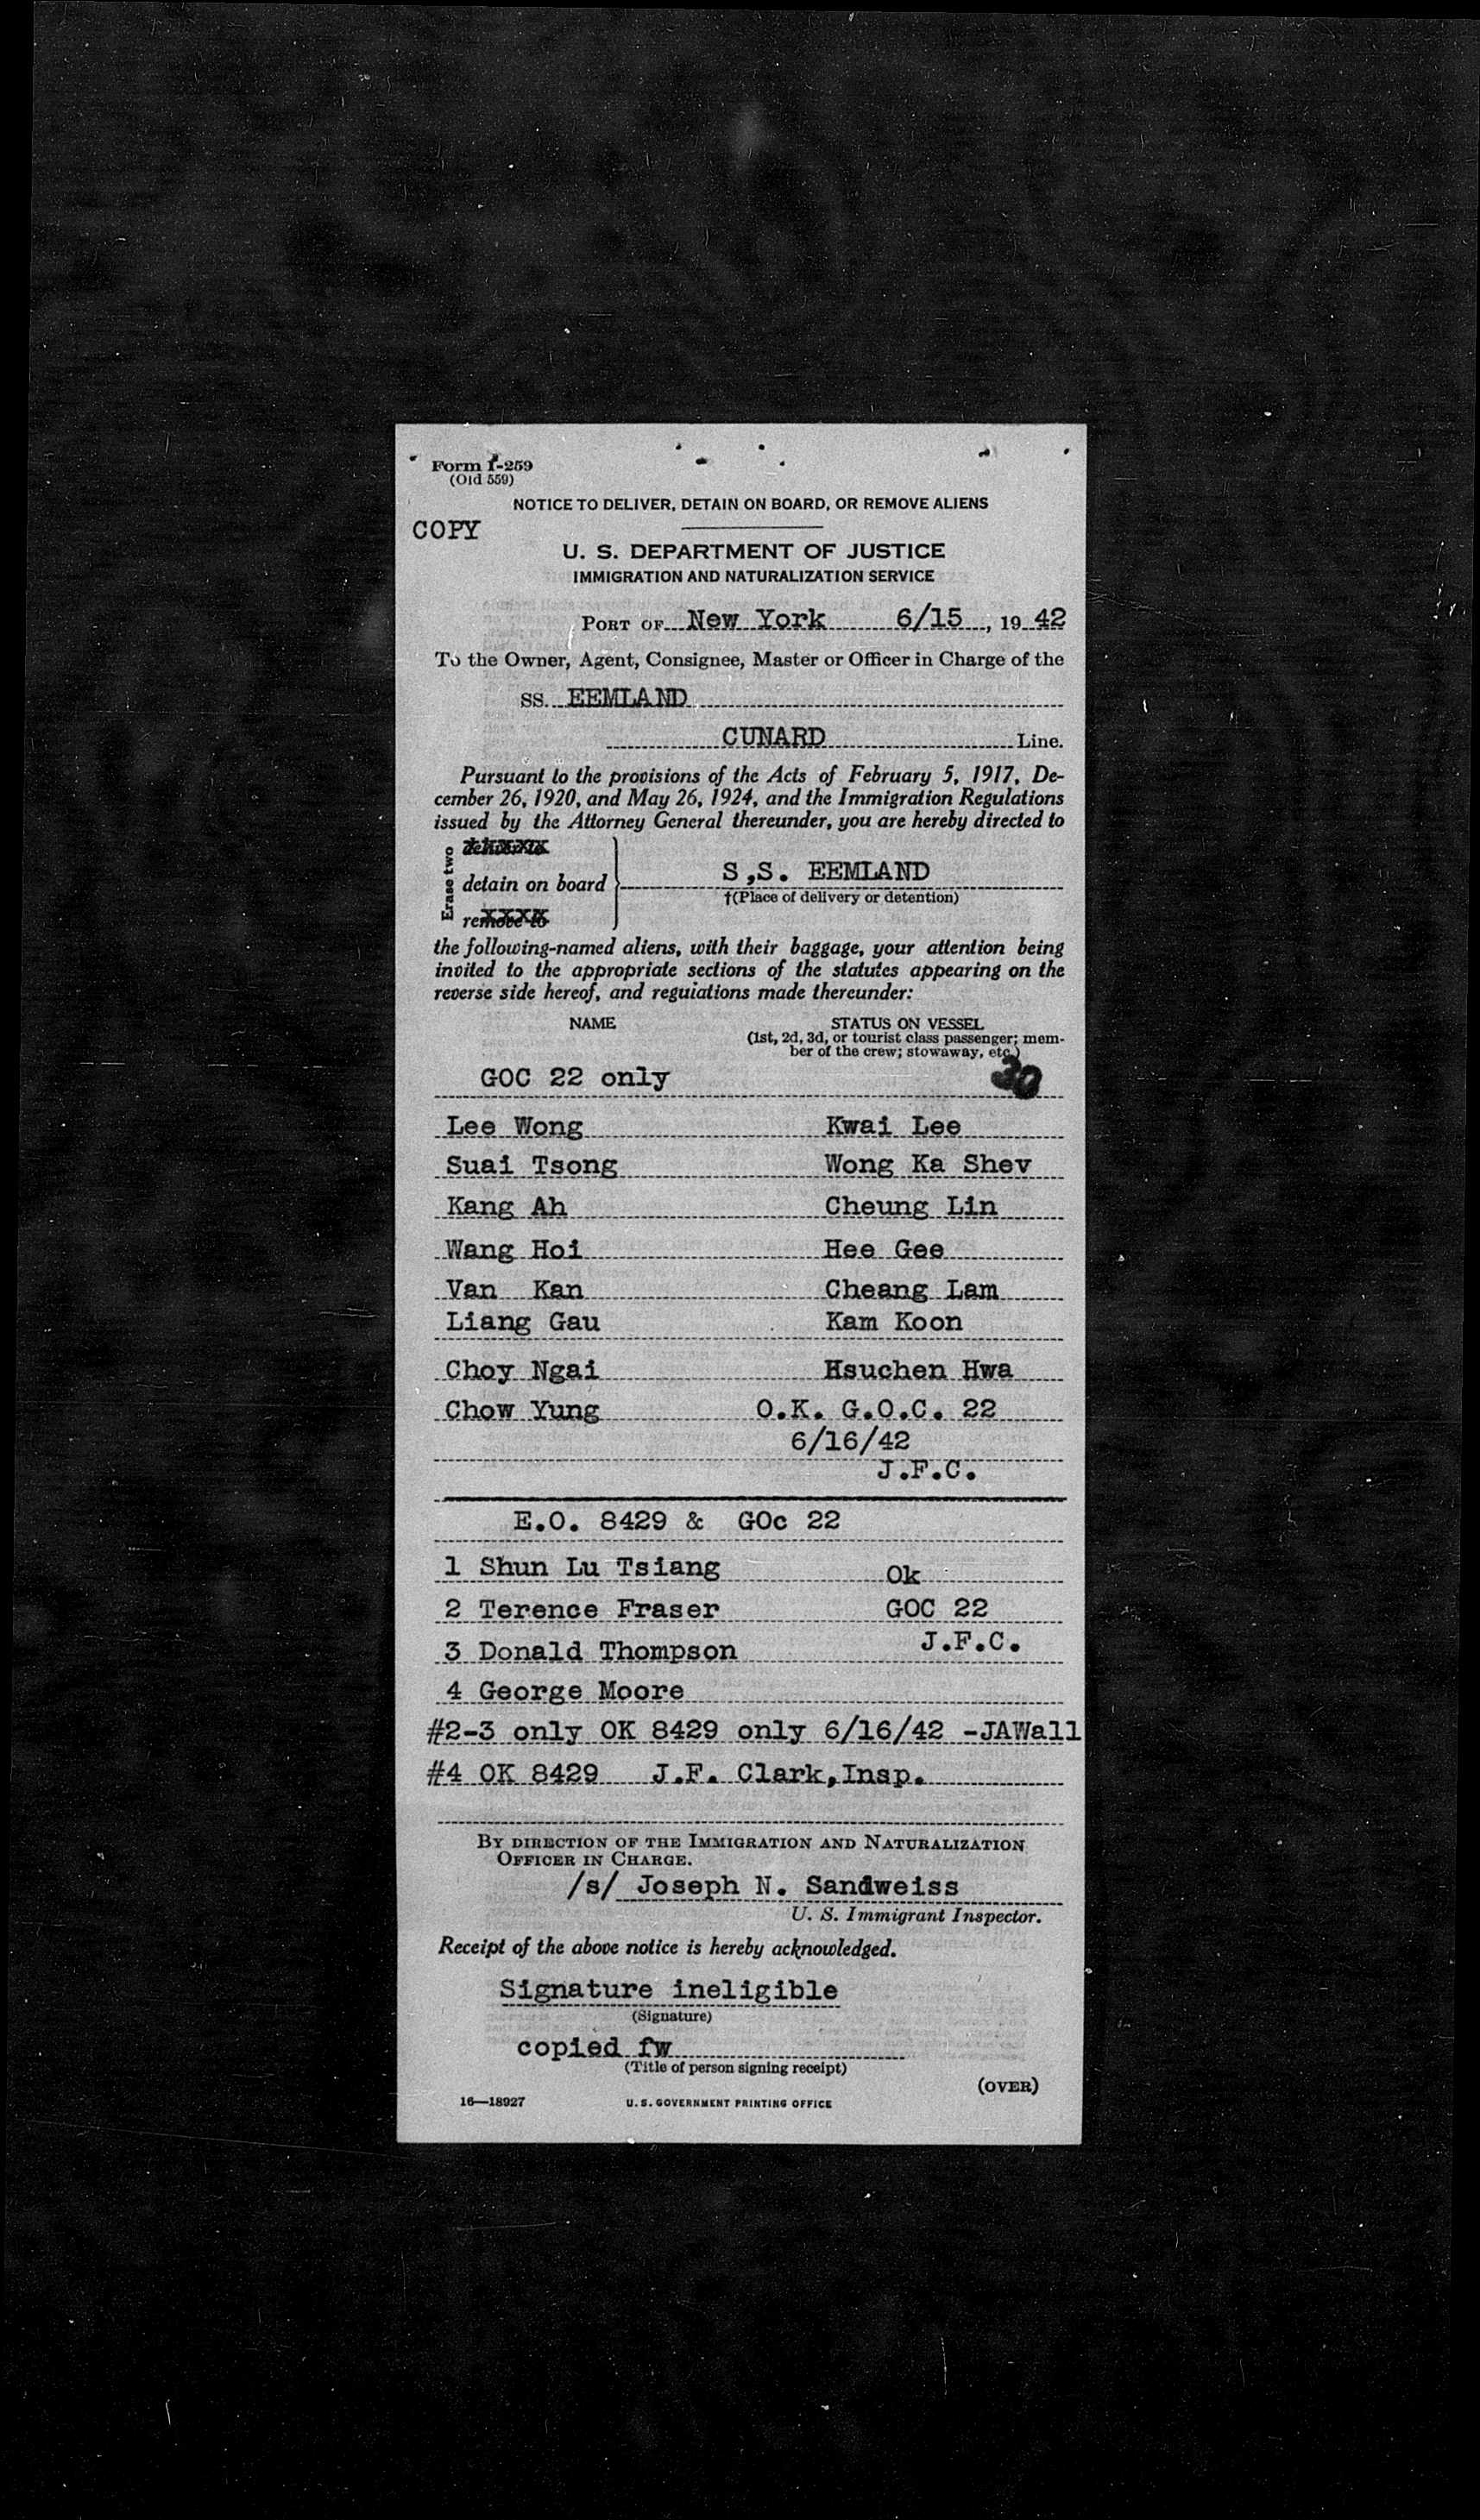 Form I-259
(Old 559)
NOTICE TO DELIVER, DETAIN ON BOARD, OR REMOVE ALIENS
COPY
U. S. DEPARTMENT OF JUSTICE
IMMIGRATION AND NATURALIZATION SERVICE
PORT OF New York 6/15, 19 42
To the Owner, Agent, Consignee, Master or Officer in Charge of the
SS. EEMLAND
CUNARD Line.
Pursuant to the provisions of the Acts of February 5, 1917, De-
cember 26, 1920, and May 26, 1924, and the Immigration Regulations
issued by the Attorney General thereunder, you are hereby directed to
Erase two
detain on board
S,S. EEMLAND
†(Place of delivery or detention)
remove to
the following-named aliens, with their baggage, your attention being
invited to the appropriate sections of the statutes appearing on the
reverse side hereof, and regulations made thereunder:
NAME STATUS ON VESSEL
(1st, 2d, 3d, or tourist class passenger; mem-
ber of the crew; stowaway, etc.)
GOC 22 only 30
Lee Wong Kwai Lee
Suai Tsong Wong Ka Shev
Kang Ah Cheung Lin
Wang Hoi Hee Gee
Van Kan Cheang Lam
Liang Gau Kam Koon
Choy Ngai Hsuchen Hwa
Chow Yung O.K. G.O.C. 22
6/16/42
J.F.C.
E.O. 8429 & GOc 22
1 Shun Lu Tsiang Ok
2 Terence Fraser GOC 22
3 Donald Thompson J.F.C.
4 George Moore
#2-3 only OK 8429 only 6/16/42 -JAWall
#4 OK 8429 J.F. Clark,Insp.
BY DIRECTION OF THE IMMIGRATION AND NATURALIZATION
OFFICER IN CHARGE.
/s/ Joseph N. Sandweiss
U. S. Immigrant Inspector.
Receipt of the above notice is hereby acknowledged.
Signature ineligible
(Signature)
copied fw
(Title of person signing receipt)
(OVER)
16—18927 U. S. GOVERNMENT PRINTING OFFICE